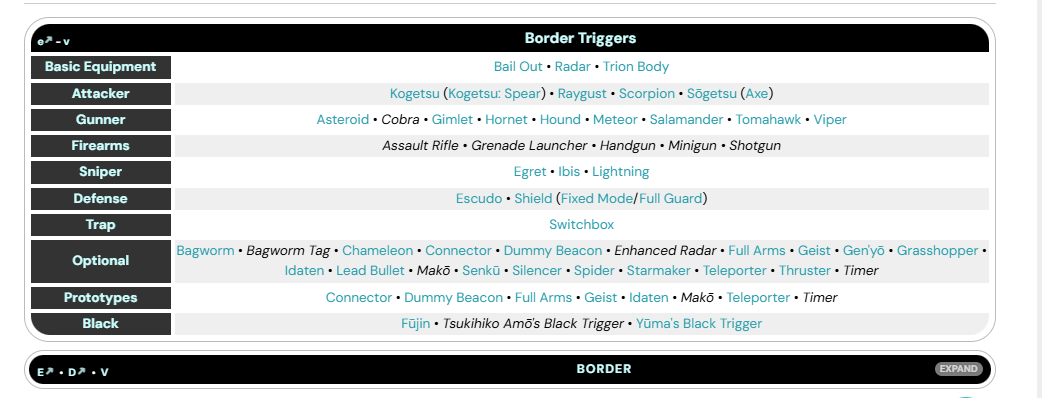 e↗ - v Border Triggers
Basic Equipment Bail Out • Radar • Trion Body
Attacker Kogetsu (Kogetsu: Spear) • Raygust • Scorpion • Sōgetsu (Axe)
Gunner Asteroid • Cobra • Gimlet • Hornet • Hound • Meteor • Salamander • Tomahawk • Viper
Firearms Assault Rifle • Grenade Launcher • Handgun • Minigun • Shotgun
Sniper Egret • Ibis • Lightning
Defense Escudo • Shield (Fixed Mode/Full Guard)
Trap Switchbox
Optional Bagworm • Bagworm Tag • Chameleon • Connector • Dummy Beacon • Enhanced Radar • Full Arms • Geist • Gen'yō • Grasshopper •
Idaten • Lead Bullet • Makō • Senkū • Silencer • Spider • Starmaker • Teleporter • Thruster • Timer
Prototypes Connector • Dummy Beacon • Full Arms • Geist • Idaten • Makō • Teleporter • Timer
Black Fūjin • Tsukihiko Amō's Black Trigger • Yūma's Black Trigger
E↗ • D↗ • V BORDER EXPAND